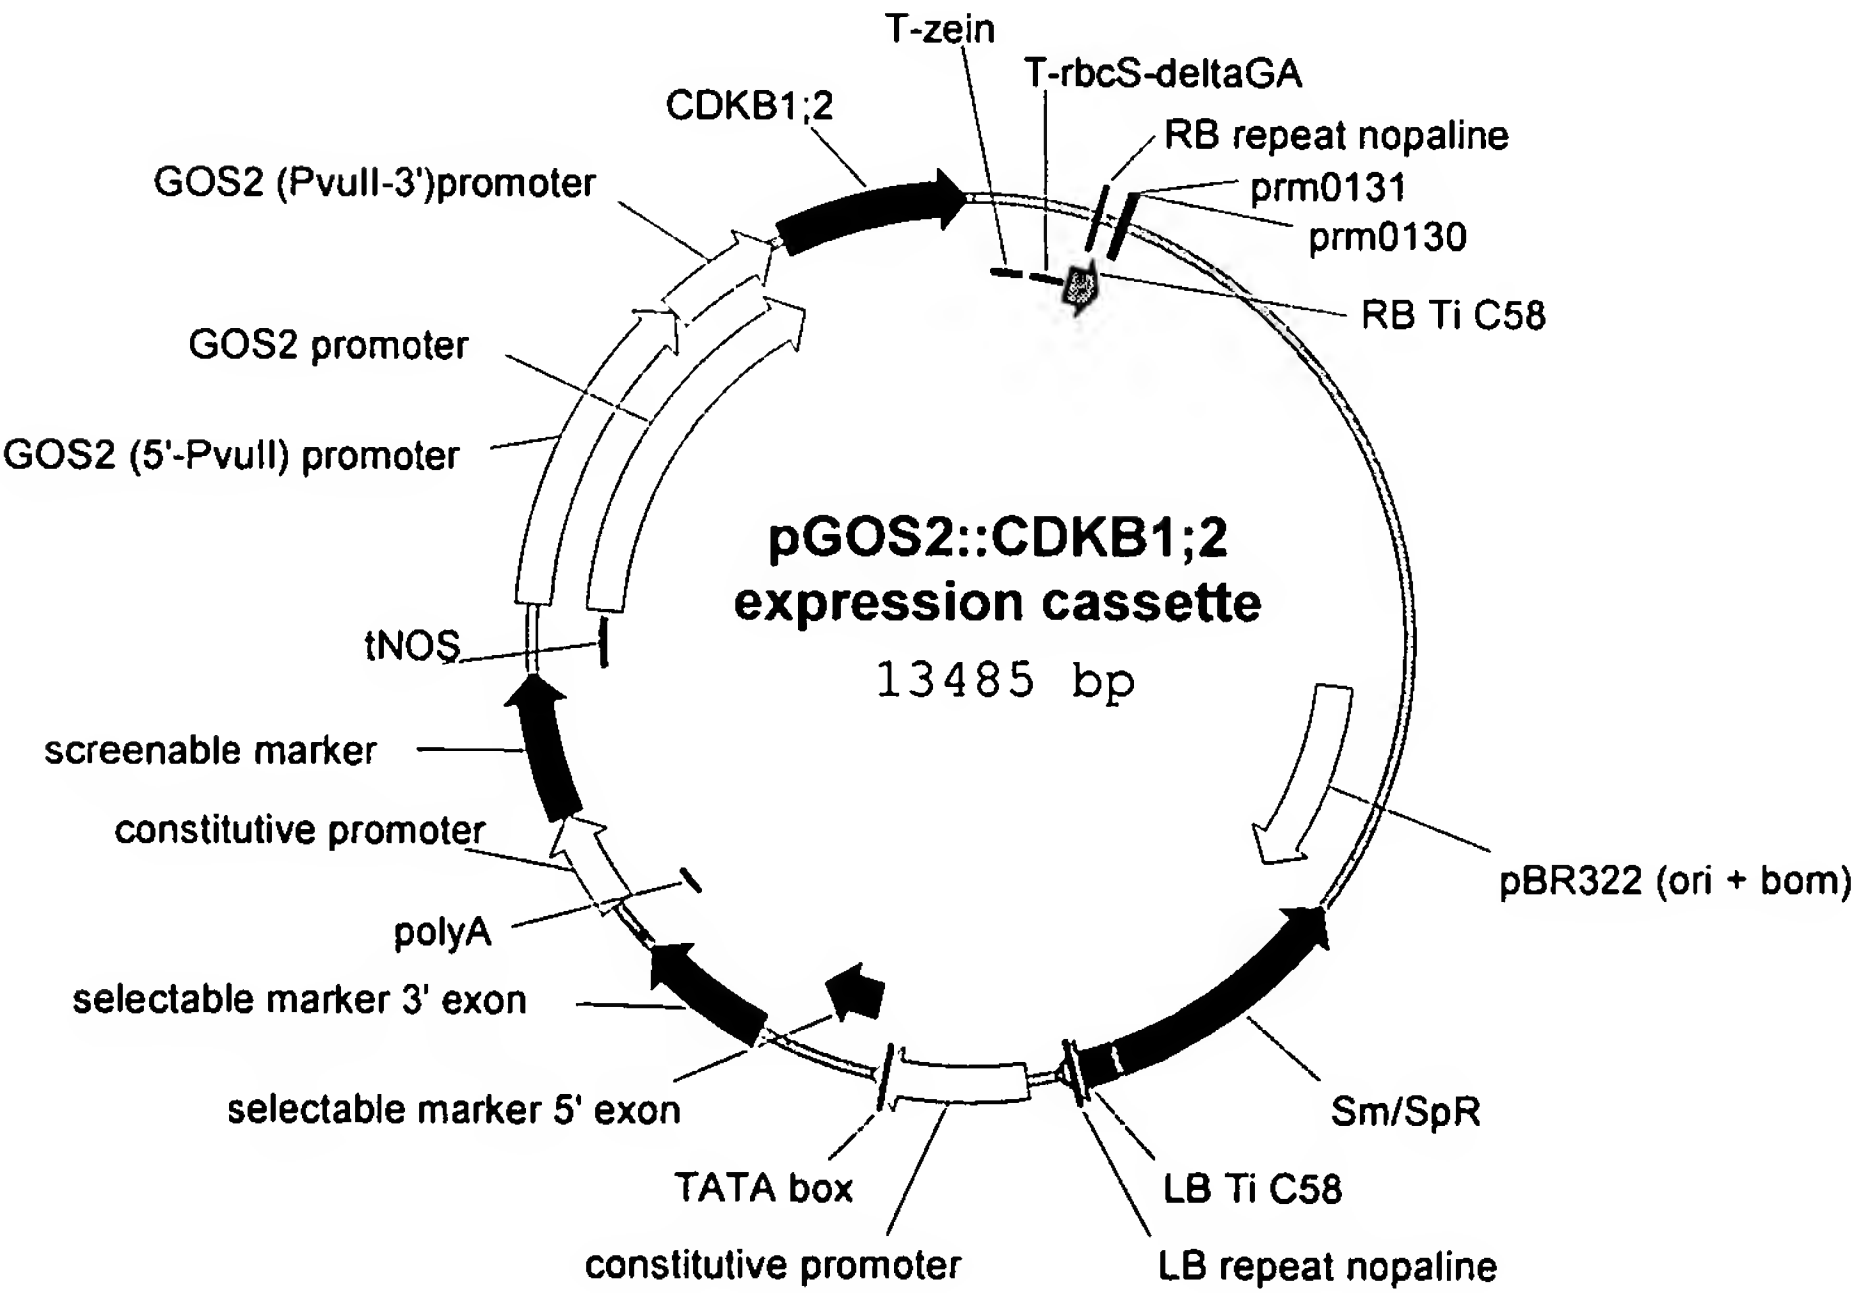 T-zein
T-rbcS-deltaGA
CDKB1;2
RB repeat nopaline
GOS2 (PvuII-3')promoter
prm0131
prm0130
RB Ti C58
GOS2 promoter
GOS2 (5'-PvuII) promoter
pGOS2::CDKB1;2
expression cassette
13485 bp
tNOS
screenable marker
constitutive promoter
pBR322 (ori + bom)
polyA
selectable marker 3' exon
selectable marker 5' exon
Sm/SpR
TATA box
LB Ti C58
constitutive promoter
LB repeat nopaline